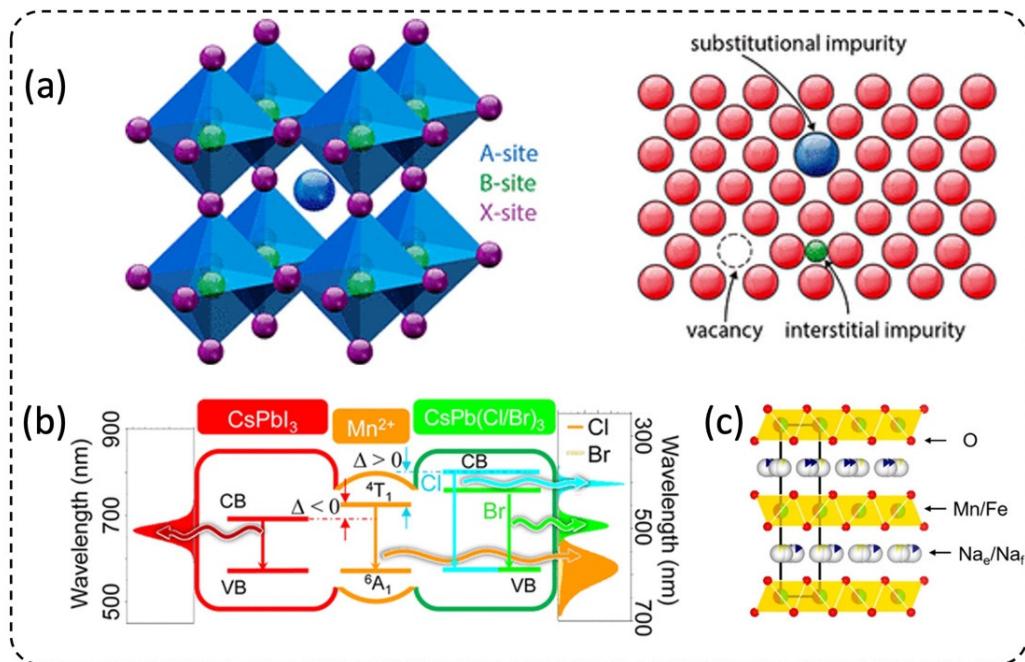 (a)
A-site
B-site
X-site
substitutional impurity
vacancy
interstitial impurity
(b)
CsPbI₃
Mn²⁺
CsPb(Cl/Br)₃
Wavelength (nm)
900
700
500
CB
VB
Δ < 0
Δ > 0
⁴T₁
⁶A₁
CB
Cl
Br
VB
Cl
Br
300
500
700
Wavelength (nm)
(c)
O
Mn/Fe
Naₑ/Na_f